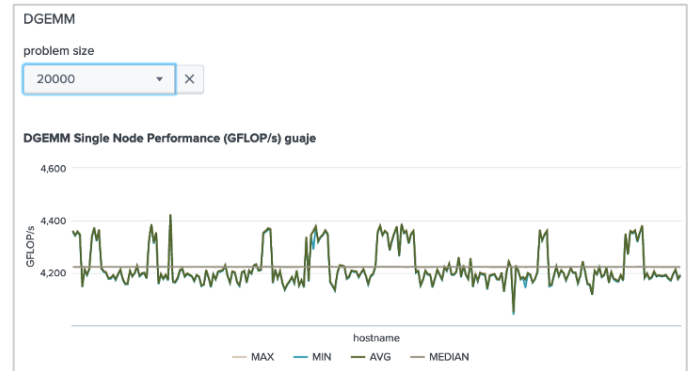 DGEMM
problem size
20000
DGEMM Single Node Performance (GFLOP/s) guaje
4,600
4,400
4,200
GFLOP/s
hostname
MAX MIN AVG MEDIAN